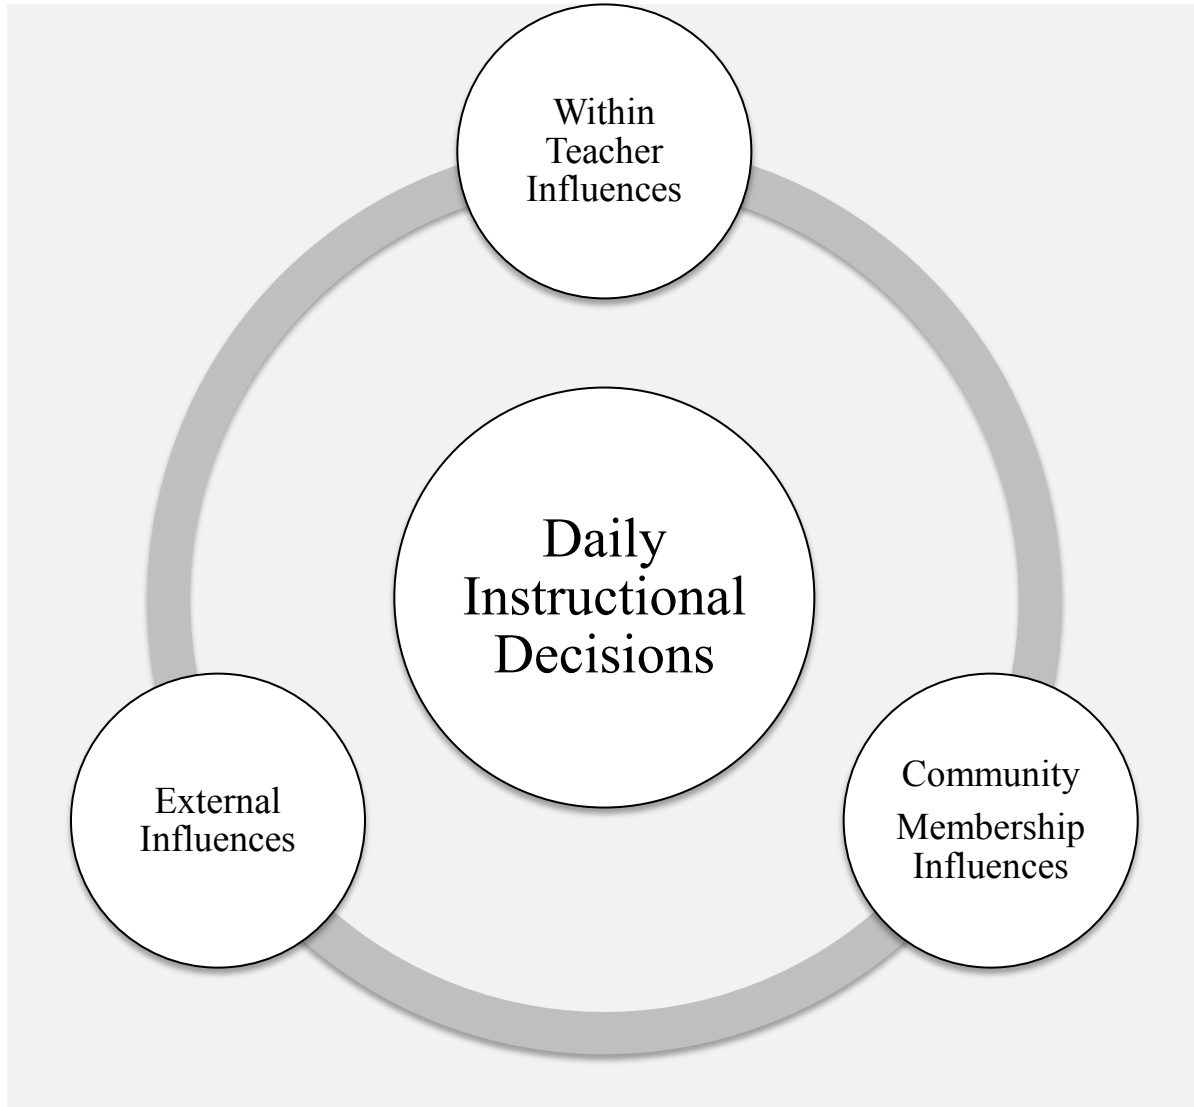 Within
Teacher
Influences
Daily
Instructional
Decisions
External
Influences
Community
Membership
Influences